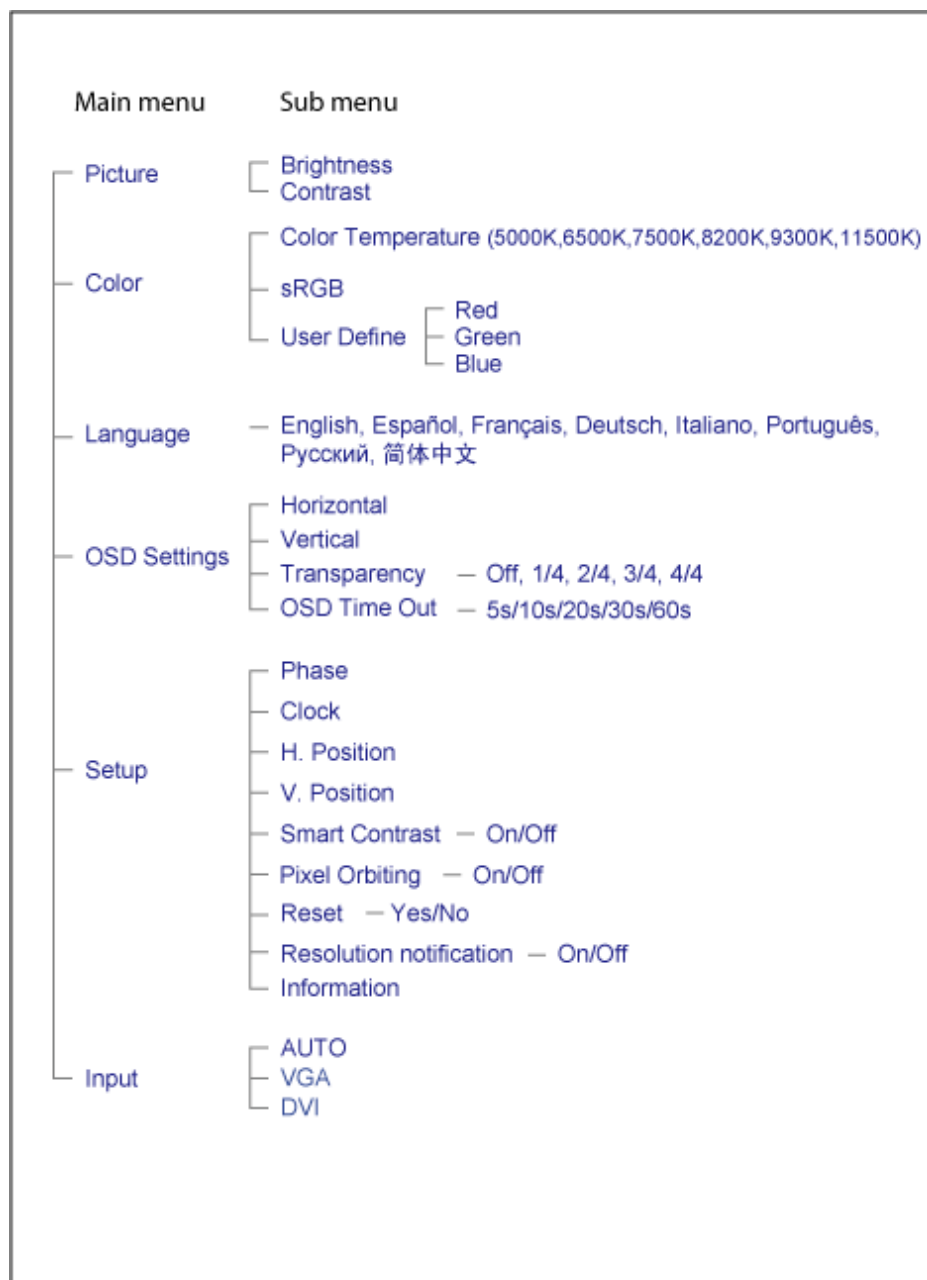 Main menu Sub menu
Picture Brightness
Contrast
Color Temperature (5000K,6500K,7500K,8200K,9300K,11500K)
Color sRGB
Red
User Define Green
Blue
Language English, Español, Français, Deutsch, Italiano, Português,
Русский, 简体中文
Horizontal
Vertical
OSD Settings
Transparency — Off, 1/4, 2/4, 3/4, 4/4
OSD Time Out — 5s/10s/20s/30s/60s
Phase
Clock
H. Position
Setup
V. Position
Smart Contrast — On/Off
Pixel Orbiting — On/Off
Reset — Yes/No
Resolution notification — On/Off
Information
AUTO
Input VGA
DVI